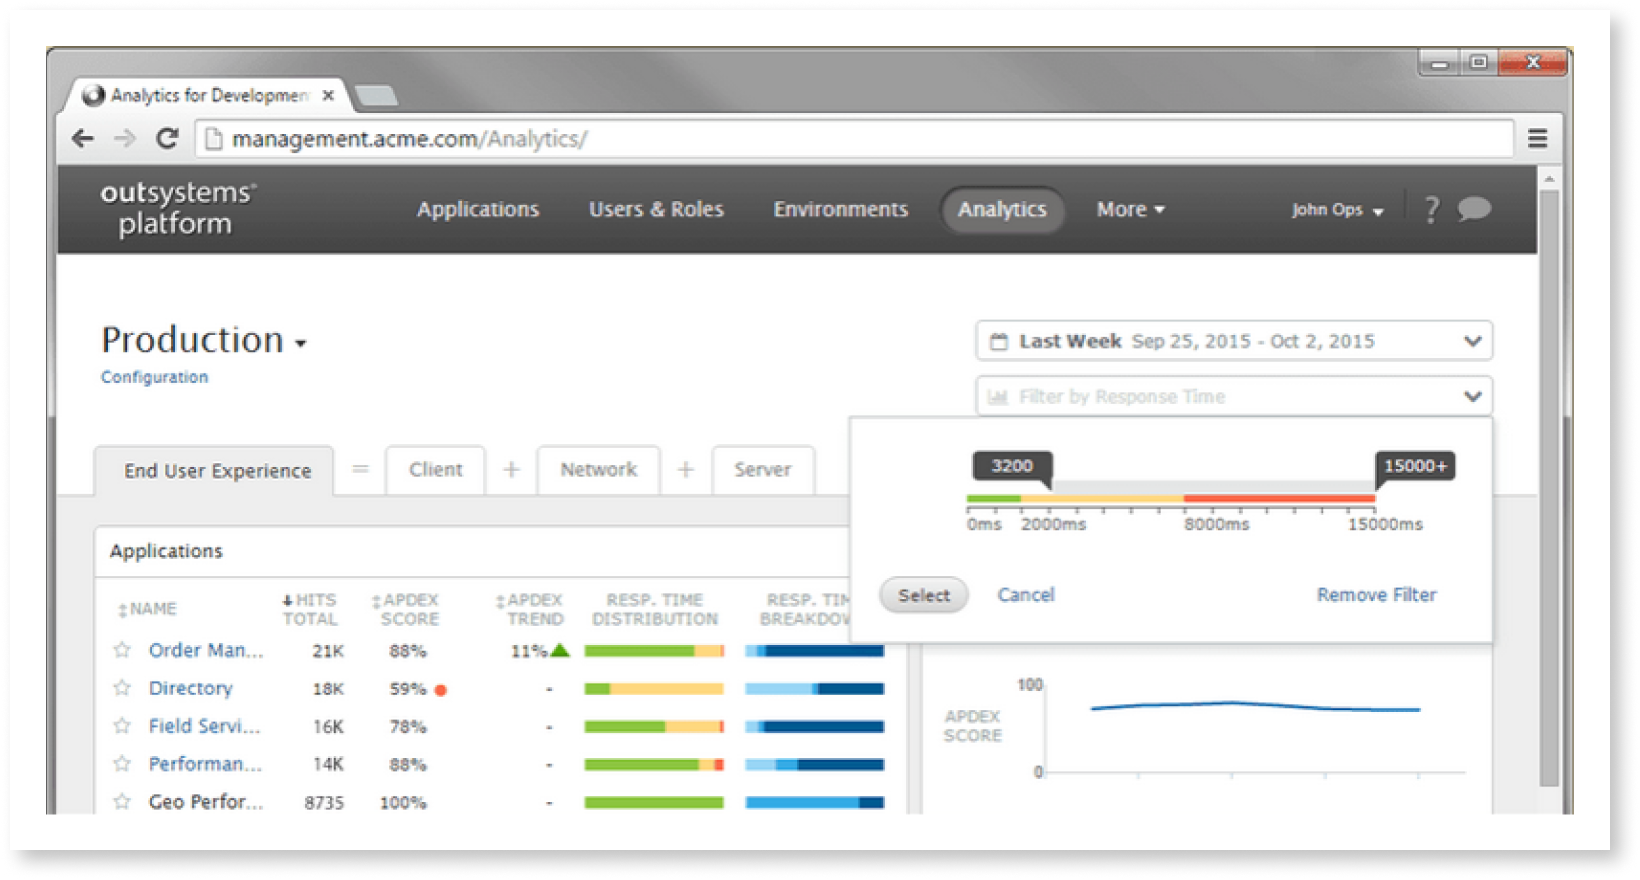 Analytics for Developmen
management.acme.com/Analytics/
outsystems®
platform
Applications Users & Roles Environments Analytics More John Ops ?
Production
Configuration
Last Week Sep 25, 2015 - Oct 2, 2015
Filter by Response Time
End User Experience = Client + Network + Server
3200 15000+
0ms 2000ms 8000ms 15000ms
Select Cancel Remove Filter
Applications
NAME HITS TOTAL APDEX SCORE APDEX TREND RESP. TIME DISTRIBUTION RESP. TIM BREAKDOV
Order Man... 21K 88% 11%
Directory 18K 59% -
Field Servi... 16K 78% -
Performan... 14K 88% -
Geo Perfor... 8735 100% -
100
APDEX
SCORE
0